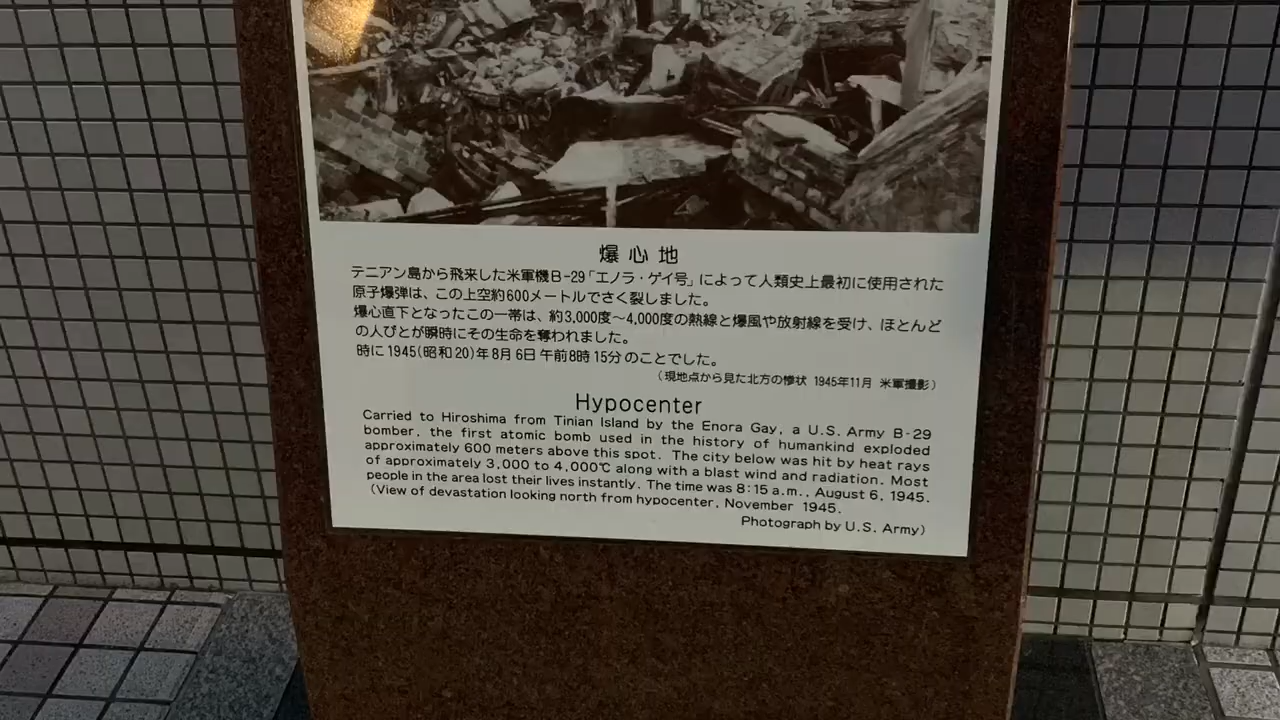 爆心地
テニアン島から飛来した米軍機B-29「エノラ・ゲイ号」によって人類史上最初に使用された
原子爆弾は、この上空約600メートルでさく裂しました。
爆心直下となったこの一帯は、約3,000度～4,000度の熱線と爆風や放射線を受け、ほとんど
の人びとが瞬時にその生命を奪われました。
時に1945(昭和20)年8月6日午前8時15分のことでした。
(現地点から見た北方の惨状 1945年11月 米軍撮影)
Hypocenter
Carried to Hiroshima from Tinian Island by the Enora Gay, a U.S. Army B-29
bomber, the first atomic bomb used in the history of humankind exploded
approximately 600 meters above this spot. The city below was hit by heat rays
of approximately 3,000 to 4,000℃ along with a blast wind and radiation. Most
people in the area lost their lives instantly. The time was 8:15 a.m., August 6, 1945.
(View of devastation looking north from hypocenter, November 1945.
Photograph by U.S. Army)